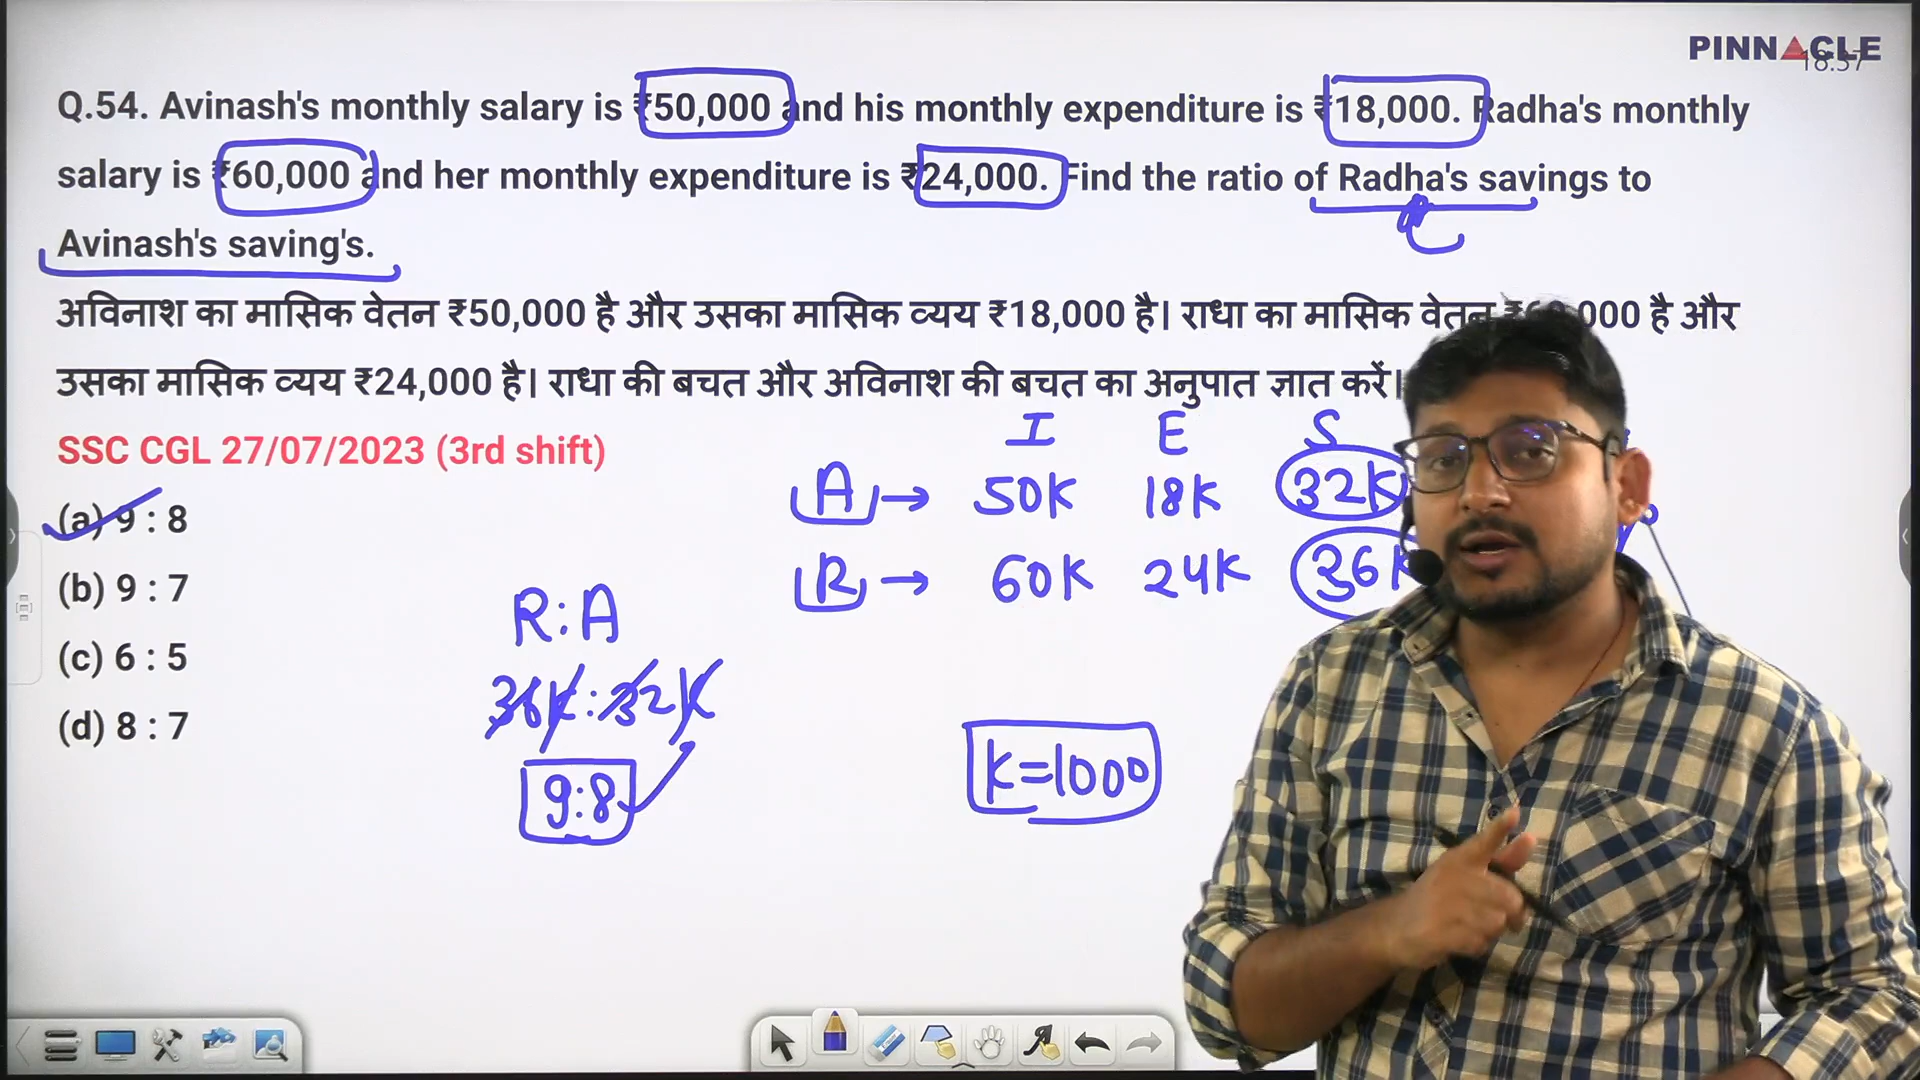 PINNACLE
18:37
Q.54. Avinash's monthly salary is ₹50,000 and his monthly expenditure is ₹18,000. Radha's monthly
salary is ₹60,000 and her monthly expenditure is ₹24,000. Find the ratio of Radha's savings to
Avinash's saving's.
अविनाश का मासिक वेतन ₹50,000 है और उसका मासिक व्यय ₹18,000 है। राधा का मासिक वेतन ₹60,000 है और
उसका मासिक व्यय ₹24,000 है। राधा की बचत और अविनाश की बचत का अनुपात ज्ञात करें।
SSC CGL 27/07/2023 (3rd shift)
(a) 9 : 8
(b) 9 : 7
(c) 6 : 5
(d) 8 : 7
I E S
A → 50K 18K 32K
R → 60K 24K 36K
R : A
36K : 32K
9:8
K=1000